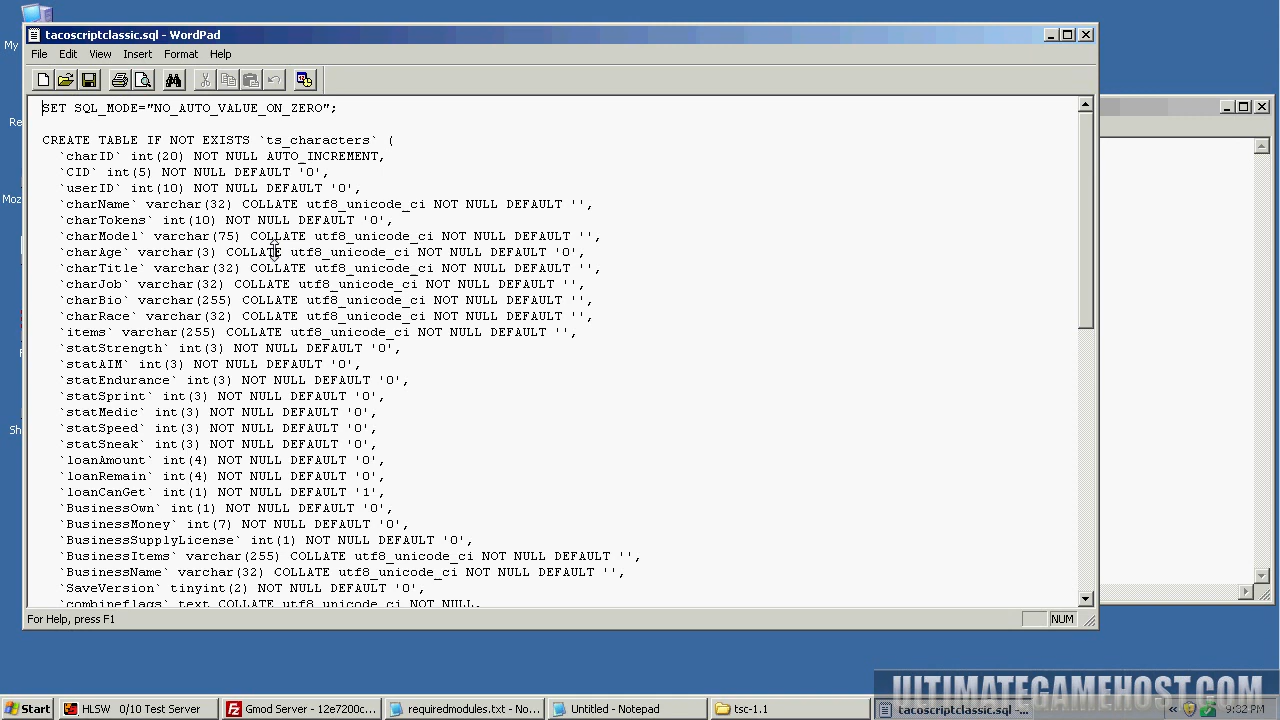 My
tacoscriptclassic.sql - WordPad
File Edit View Insert Format Help
SET SQL_MODE="NO_AUTO_VALUE_ON_ZERO";
CREATE TABLE IF NOT EXISTS `ts_characters` (
`charID` int(20) NOT NULL AUTO_INCREMENT,
`CID` int(5) NOT NULL DEFAULT '0',
`userID` int(10) NOT NULL DEFAULT '0',
`charName` varchar(32) COLLATE utf8_unicode_ci NOT NULL DEFAULT '',
`charTokens` int(10) NOT NULL DEFAULT '0',
`charModel` varchar(75) COLLATE utf8_unicode_ci NOT NULL DEFAULT '',
`charAge` varchar(3) COLLATE utf8_unicode_ci NOT NULL DEFAULT '0',
`charTitle` varchar(32) COLLATE utf8_unicode_ci NOT NULL DEFAULT '',
`charJob` varchar(32) COLLATE utf8_unicode_ci NOT NULL DEFAULT '',
`charBio` varchar(255) COLLATE utf8_unicode_ci NOT NULL DEFAULT '',
`charRace` varchar(32) COLLATE utf8_unicode_ci NOT NULL DEFAULT '',
`items` varchar(255) COLLATE utf8_unicode_ci NOT NULL DEFAULT '',
`statStrength` int(3) NOT NULL DEFAULT '0',
`statAIM` int(3) NOT NULL DEFAULT '0',
`statEndurance` int(3) NOT NULL DEFAULT '0',
`statSprint` int(3) NOT NULL DEFAULT '0',
`statMedic` int(3) NOT NULL DEFAULT '0',
`statSpeed` int(3) NOT NULL DEFAULT '0',
`statSneak` int(3) NOT NULL DEFAULT '0',
`loanAmount` int(4) NOT NULL DEFAULT '0',
`loanRemain` int(4) NOT NULL DEFAULT '0',
`loanCanGet` int(1) NOT NULL DEFAULT '1',
`BusinessOwn` int(1) NOT NULL DEFAULT '0',
`BusinessMoney` int(7) NOT NULL DEFAULT '0',
`BusinessSupplyLicense` int(1) NOT NULL DEFAULT '0',
`BusinessItems` varchar(255) COLLATE utf8_unicode_ci NOT NULL DEFAULT '',
`BusinessName` varchar(32) COLLATE utf8_unicode_ci NOT NULL DEFAULT '',
`SaveVersion` tinyint(2) NOT NULL DEFAULT '0',
`combineflags` text COLLATE utf8_unicode_ci NOT NULL,
For Help, press F1
NUM
Re
Moz
Sh
ULTIMATEGAMEHOST.COM
Start
HLSW 0/10 Test Server
Gmod Server - 12e7200c...
requiredmodules.txt - No...
Untitled - Notepad
tsc-1.1
tacoscriptclassic.sql -...
9:32 PM